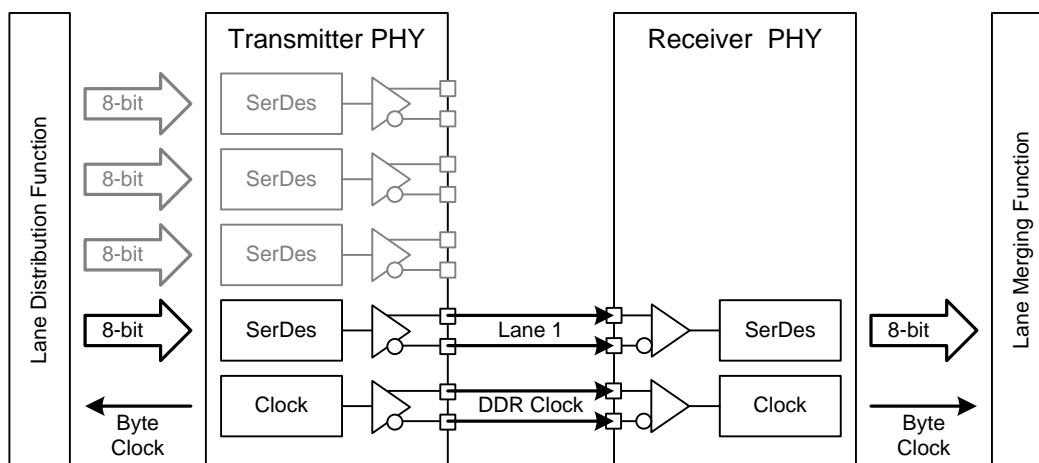 Lane Distribution Function
Transmitter PHY
Receiver PHY
Lane Merging Function
8-bit
SerDes
8-bit
SerDes
8-bit
SerDes
8-bit
SerDes
Lane 1
SerDes
8-bit
Clock
DDR Clock
Clock
Byte
Clock
Byte
Clock